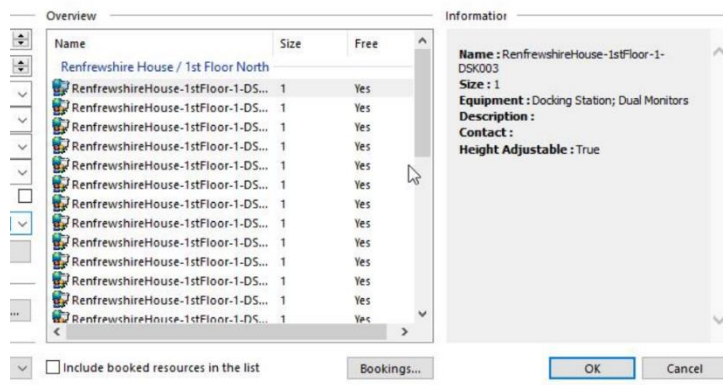 Overview
Name Size Free
Renfrewshire House / 1st Floor North
RenfrewshireHouse-1stFloor-1-DS... 1 Yes
RenfrewshireHouse-1stFloor-1-DS... 1 Yes
RenfrewshireHouse-1stFloor-1-DS... 1 Yes
RenfrewshireHouse-1stFloor-1-DS... 1 Yes
RenfrewshireHouse-1stFloor-1-DS... 1 Yes
RenfrewshireHouse-1stFloor-1-DS... 1 Yes
RenfrewshireHouse-1stFloor-1-DS... 1 Yes
RenfrewshireHouse-1stFloor-1-DS... 1 Yes
RenfrewshireHouse-1stFloor-1-DS... 1 Yes
RenfrewshireHouse-1stFloor-1-DS... 1 Yes
RenfrewshireHouse-1stFloor-1-DS... 1 Yes
RenfrewshireHouse-1stFloor-1-DS... 1 Yes
Include booked resources in the list
Bookings...
Information
Name : RenfrewshireHouse-1stFloor-1-
DSK003
Size : 1
Equipment : Docking Station; Dual Monitors
Description :
Contact :
Height Adjustable : True
...
OK Cancel